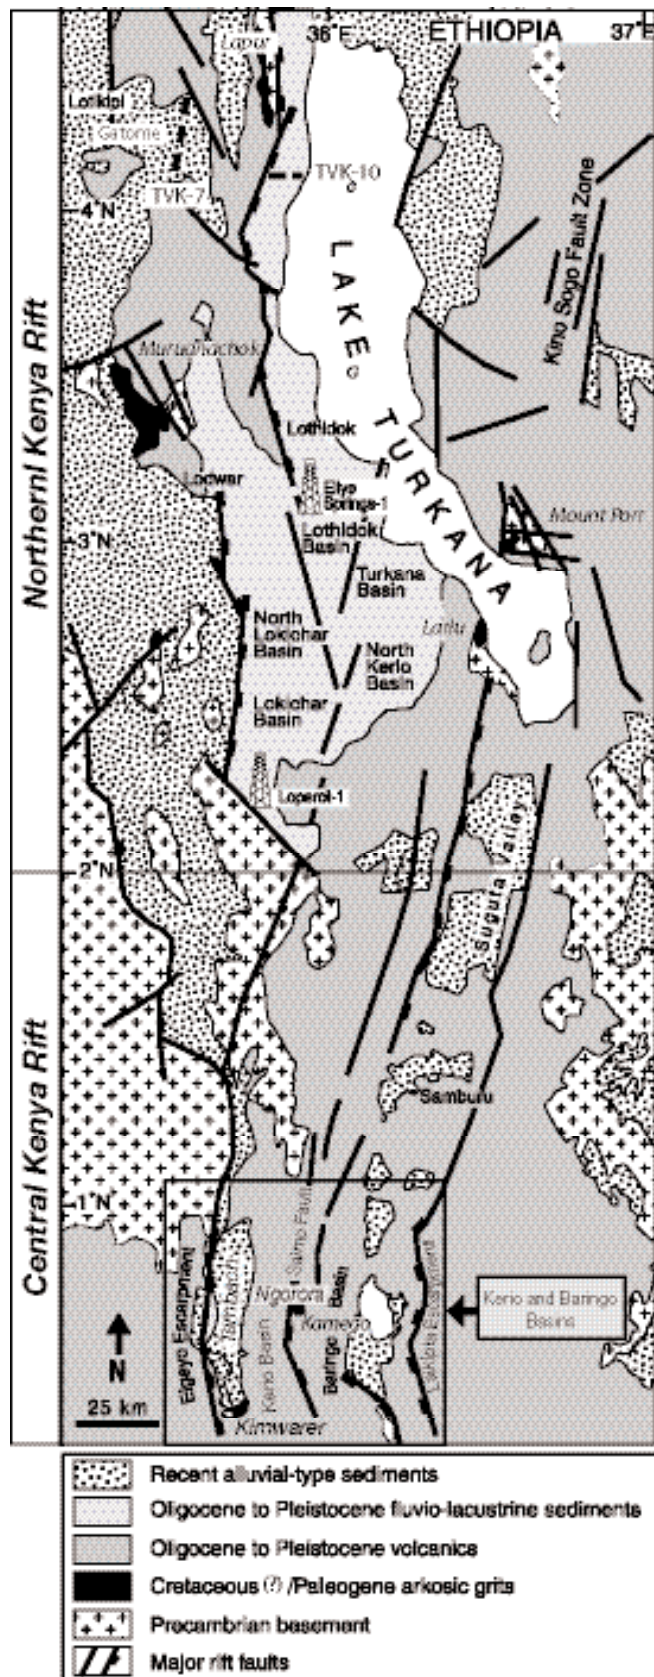 36°E
ETHIOPIA
37°E
Lapur
Lotikipi
Gatome
TVK-7
TVK-10
4°N
LAKE TURKANA
Kino Sogo Fault Zone
Northernl Kenya Rift
Muruanachok
Lothidok
Lodwar
Eliye
Springs-1
Mount Porr
3°N
Lothidok
Basin
Turkana
Basin
North
Lokichar
Basin
North
Kerio
Basin
Lokichar
Basin
Loperot-1
2°N
Suguta Valley
Central Kenya Rift
Samburu
1°N
Saimo Fault
Elgeyo Escarpment
Tambach
Kerio Basin
Ngorora
Kamego
Baringo Basin
Laikipia Escarpment
Kerio and Baringo
Basins
N
25 km
Kimwarer
Recent alluvial-type sediments
Oligocene to Pleistocene fluvio-lacustrine sediments
Oligocene to Pleistocene volcanics
Cretaceous (?)/Paleogene arkosic grits
Precambrian basement
Major rift faults